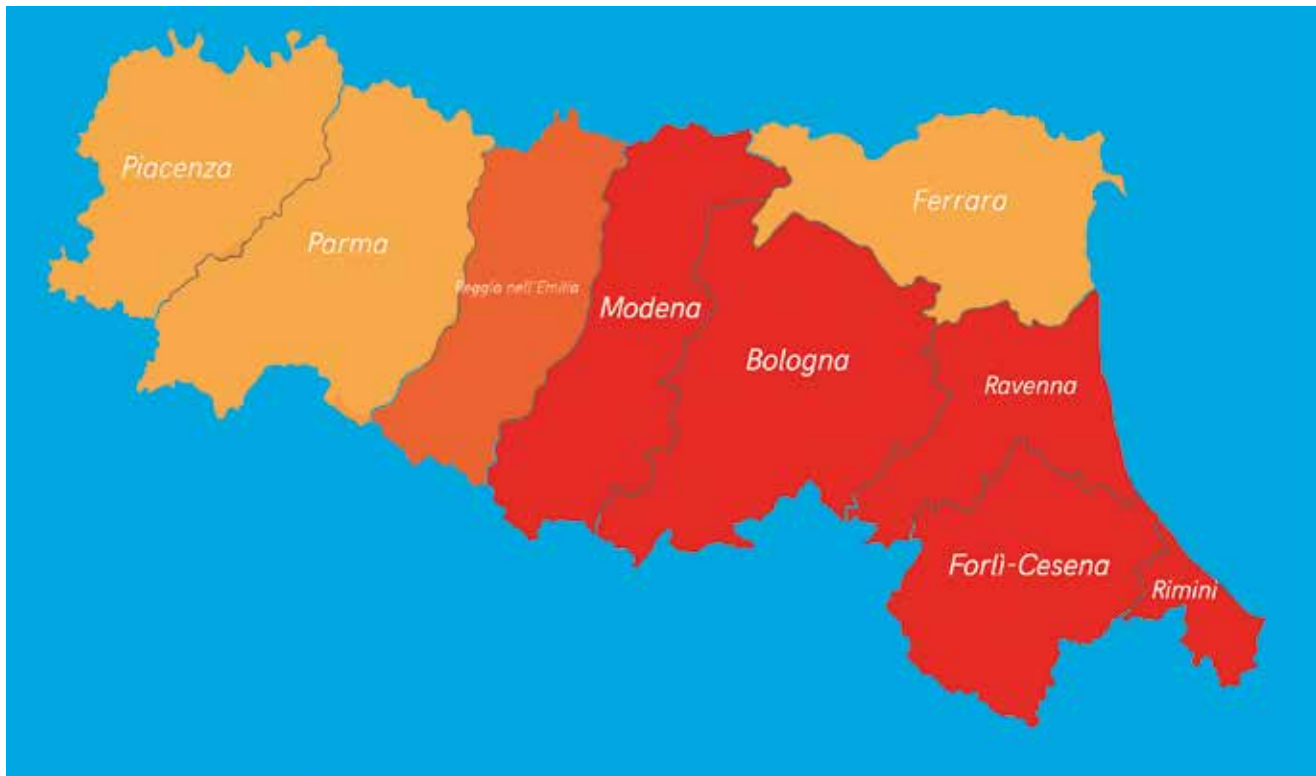 Piacenza
Parma
Reggio nell'Emilia
Modena
Bologna
Ferrara
Ravenna
Forlì-Cesena
Rimini